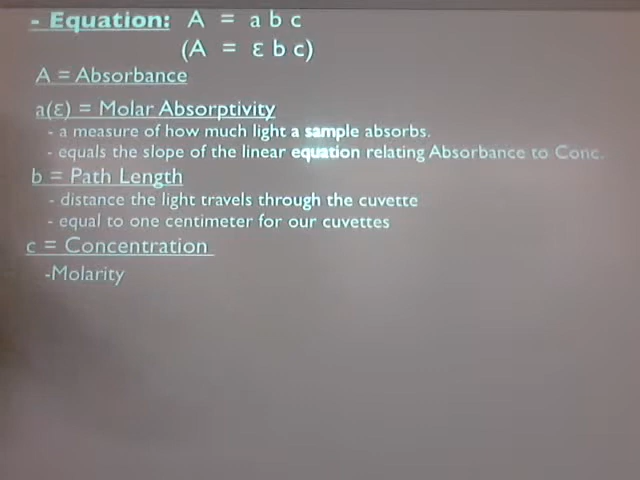 - Equation: A = a b c
(A = ε b c)
A = Absorbance
a(ε) = Molar Absorptivity
- a measure of how much light a sample absorbs.
- equals the slope of the linear equation relating Absorbance to Conc.
b = Path Length
- distance the light travels through the cuvette
- equal to one centimeter for our cuvettes
c = Concentration
-Molarity